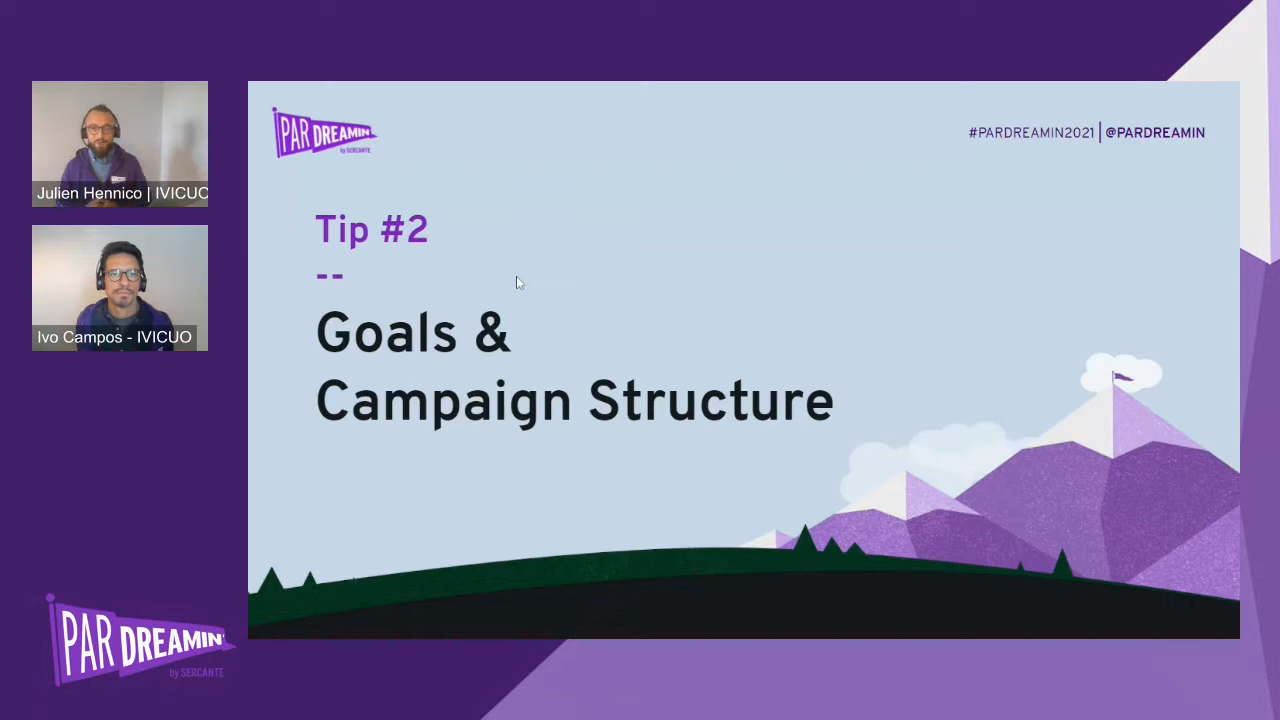 Julien Hennico | IVICUO
Ivo Campos - IVICUO
PAR DREAMIN'
by SERCANTE
PAR DREAMIN
by SERCANTE
#PARDREAMIN2021 | @PARDREAMIN
Tip #2
--
Goals &
Campaign Structure